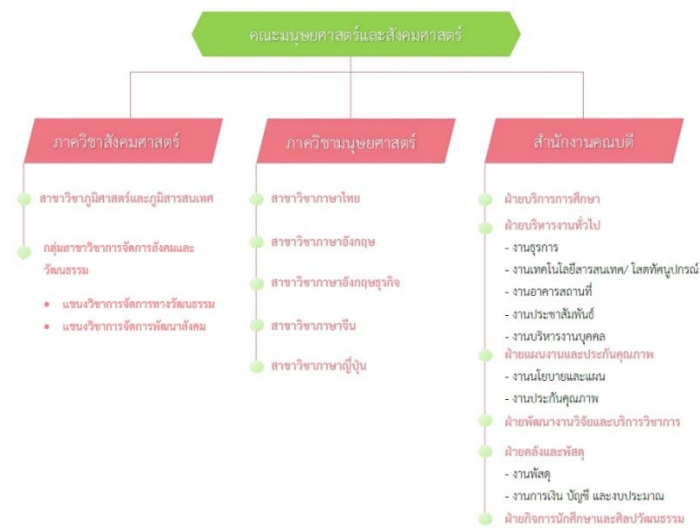 คณะมนุษยศาสตร์และสังคมศาสตร์
ภาควิชาสังคมศาสตร์
สาขาวิชาภูมิศาสตร์และภูมิสารสนเทศ
กลุ่มสาขาวิชาการจัดการสังคมและ
วัฒนธรรม
แขนงวิชาการจัดการทางวัฒนธรรม
แขนงวิชาการจัดการพัฒนาสังคม
ภาควิชามนุษยศาสตร์
สาขาวิชาภาษาไทย
สาขาวิชาภาษาอังกฤษ
สาขาวิชาภาษาอังกฤษธุรกิจ
สาขาวิชาภาษาจีน
สาขาวิชาภาษาญี่ปุ่น
สำนักงานคณบดี
ฝ่ายบริการการศึกษา
ฝ่ายบริหารงานทั่วไป
- งานธุรการ
- งานเทคโนโลยีสารสนเทศ/ โสตทัศนูปกรณ์
- งานอาคารสถานที่
- งานประชาสัมพันธ์
- งานบริหารงานบุคคล
ฝ่ายแผนงานและประกันคุณภาพ
- งานนโยบายและแผน
- งานประกันคุณภาพ
ฝ่ายพัฒนางานวิจัยและบริการวิชาการ
ฝ่ายคลังและพัสดุ
- งานพัสดุ
- งานการเงิน บัญชี และงบประมาณ
ฝ่ายกิจการนักศึกษาและศิลปวัฒนธรรม